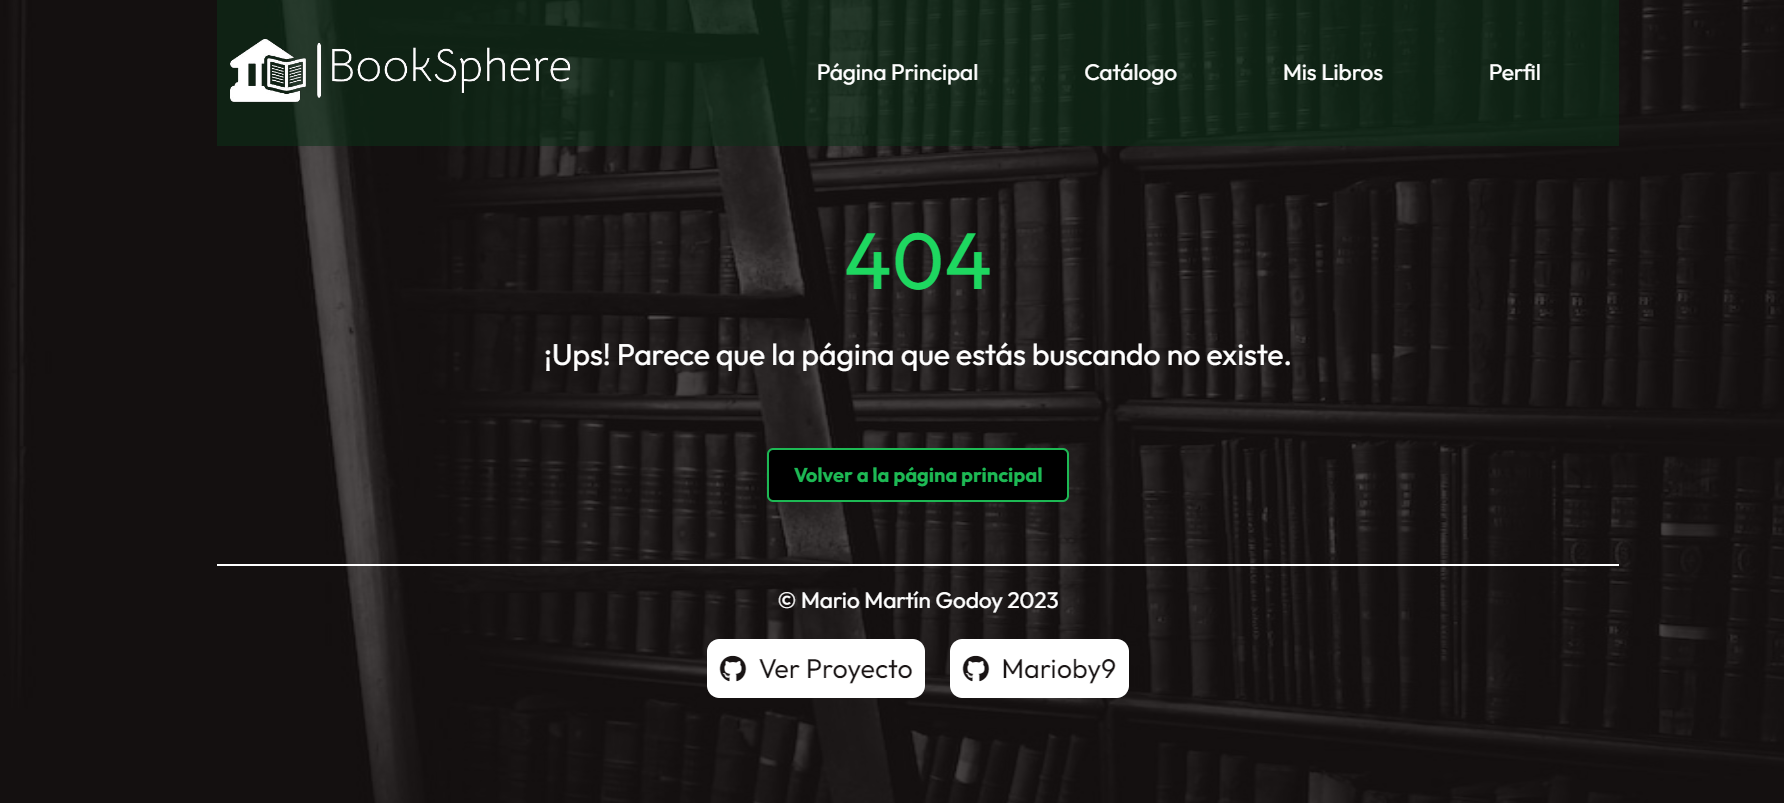 BookSphere
Página Principal
Catálogo
Mis Libros
Perfil
404
¡Ups! Parece que la página que estás buscando no existe.
Volver a la página principal
© Mario Martín Godoy 2023
Ver Proyecto
Marioby9